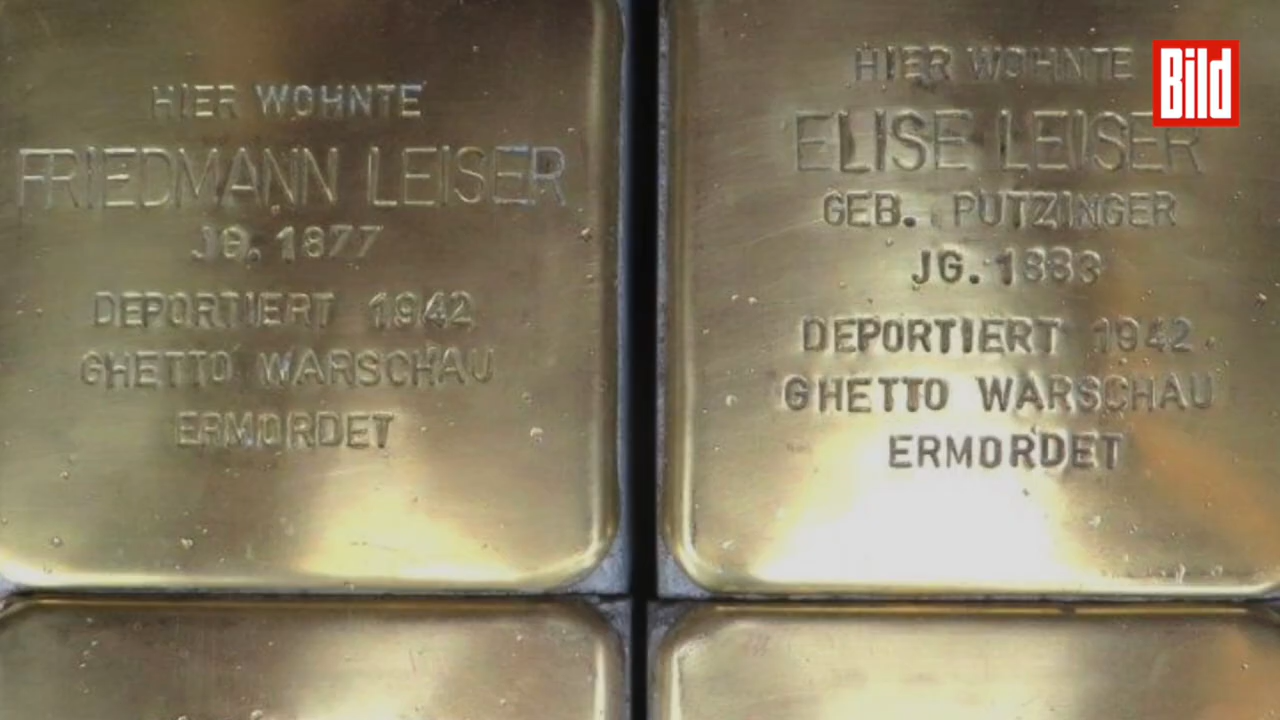 HIER WOHNTE
FRIEDMANN LEISER
JG. 1877
DEPORTIERT 1942
GHETTO WARSCHAU
ERMORDET
HIER WOHNTE
ELISE LEISER
GEB. PUTZINGER
JG. 1883
DEPORTIERT 1942
GHETTO WARSCHAU
ERMORDET
Bild